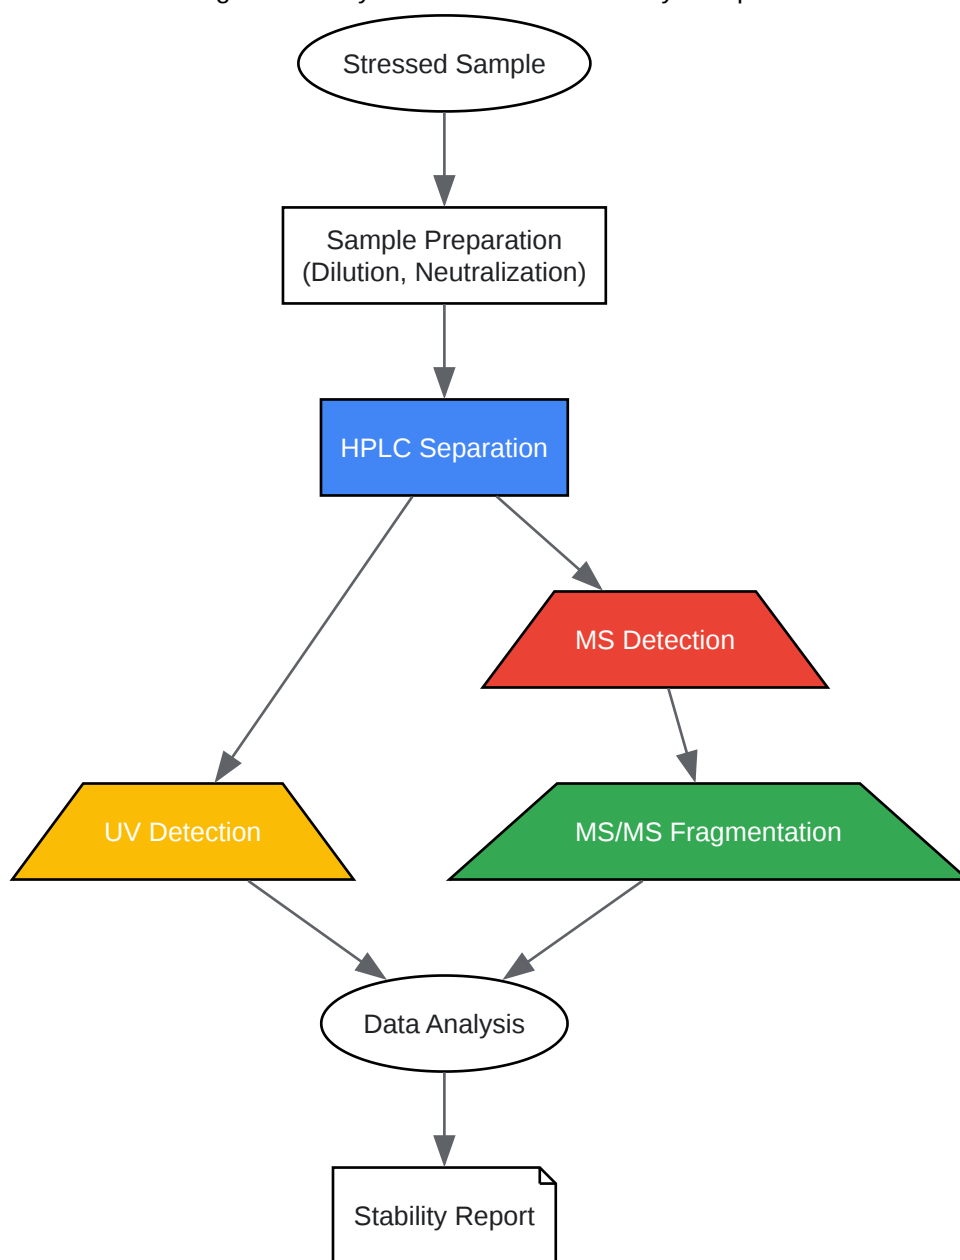 Stressed Sample
Sample Preparation
(Dilution, Neutralization)
HPLC Separation
MS Detection
UV Detection
MS/MS Fragmentation
Data Analysis
Stability Report